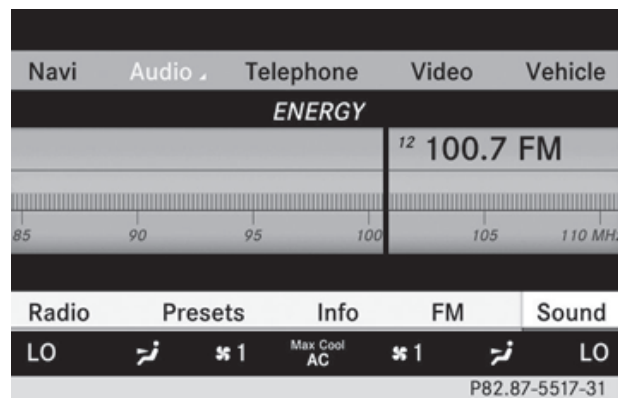 Navi Audio Telephone Video Vehicle
ENERGY
12 100.7 FM
85 90 95 100 105 110 MHz
Radio Presets Info FM Sound
LO 1 Max Cool AC 1 LO
P82.87-5517-31